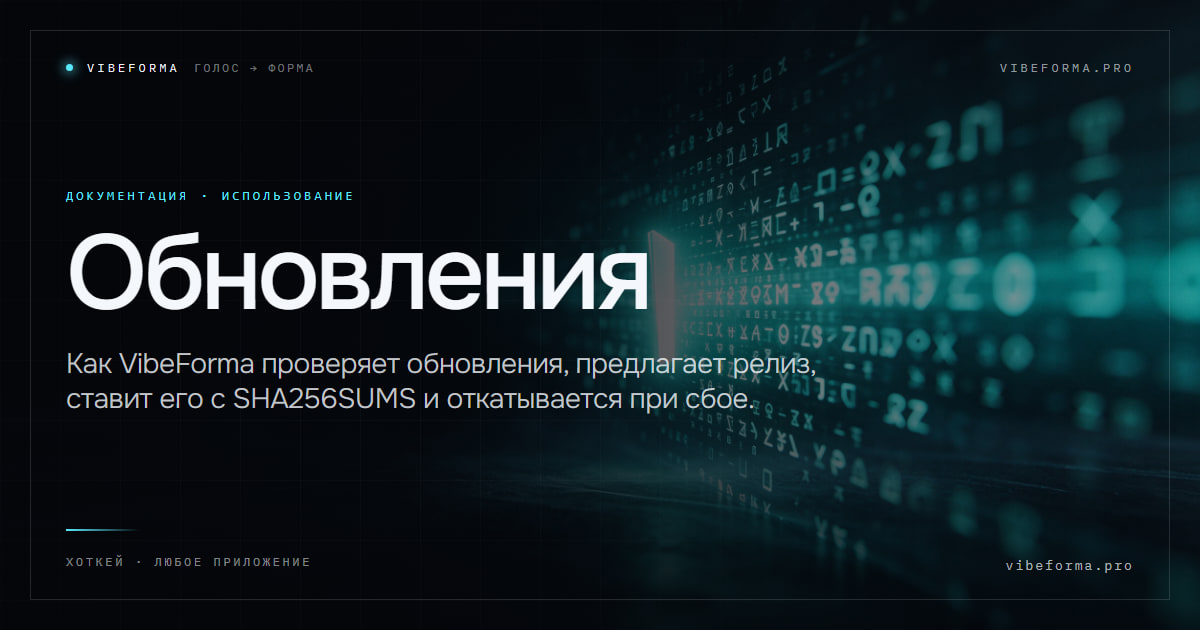 VIBEFORMA ГОЛОС → ФОРМА
VIBEFORMA.PRO
ДОКУМЕНТАЦИЯ · ИСПОЛЬЗОВАНИЕ
Обновления
Как VibeForma проверяет обновления, предлагает релиз,
ставит его с SHA256SUMS и откатывается при сбое.
ХОТКЕЙ · ЛЮБОЕ ПРИЛОЖЕНИЕ
vibeforma.pro